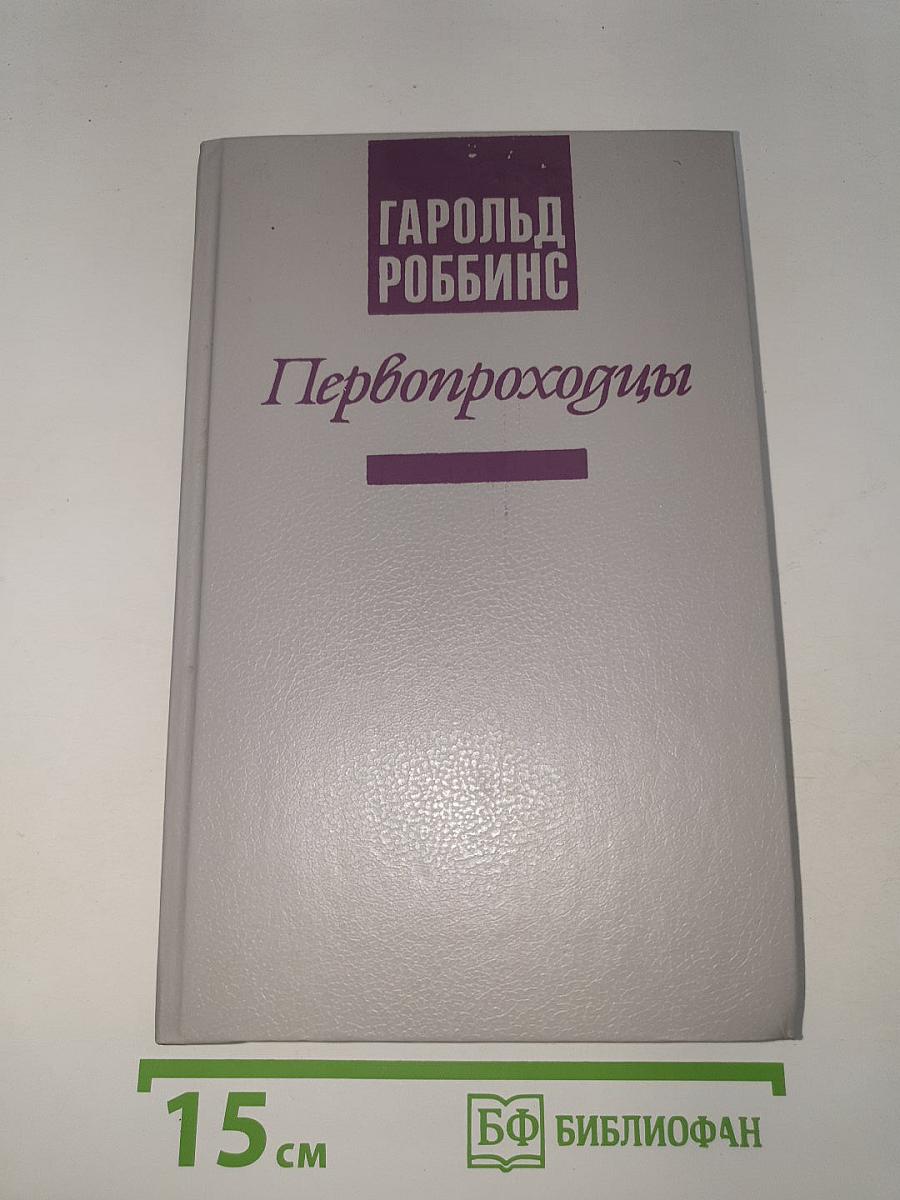 ГАРОЛЬД
РОББИНС
Первопроходцы
15 см
БФ БИБЛИОФАН